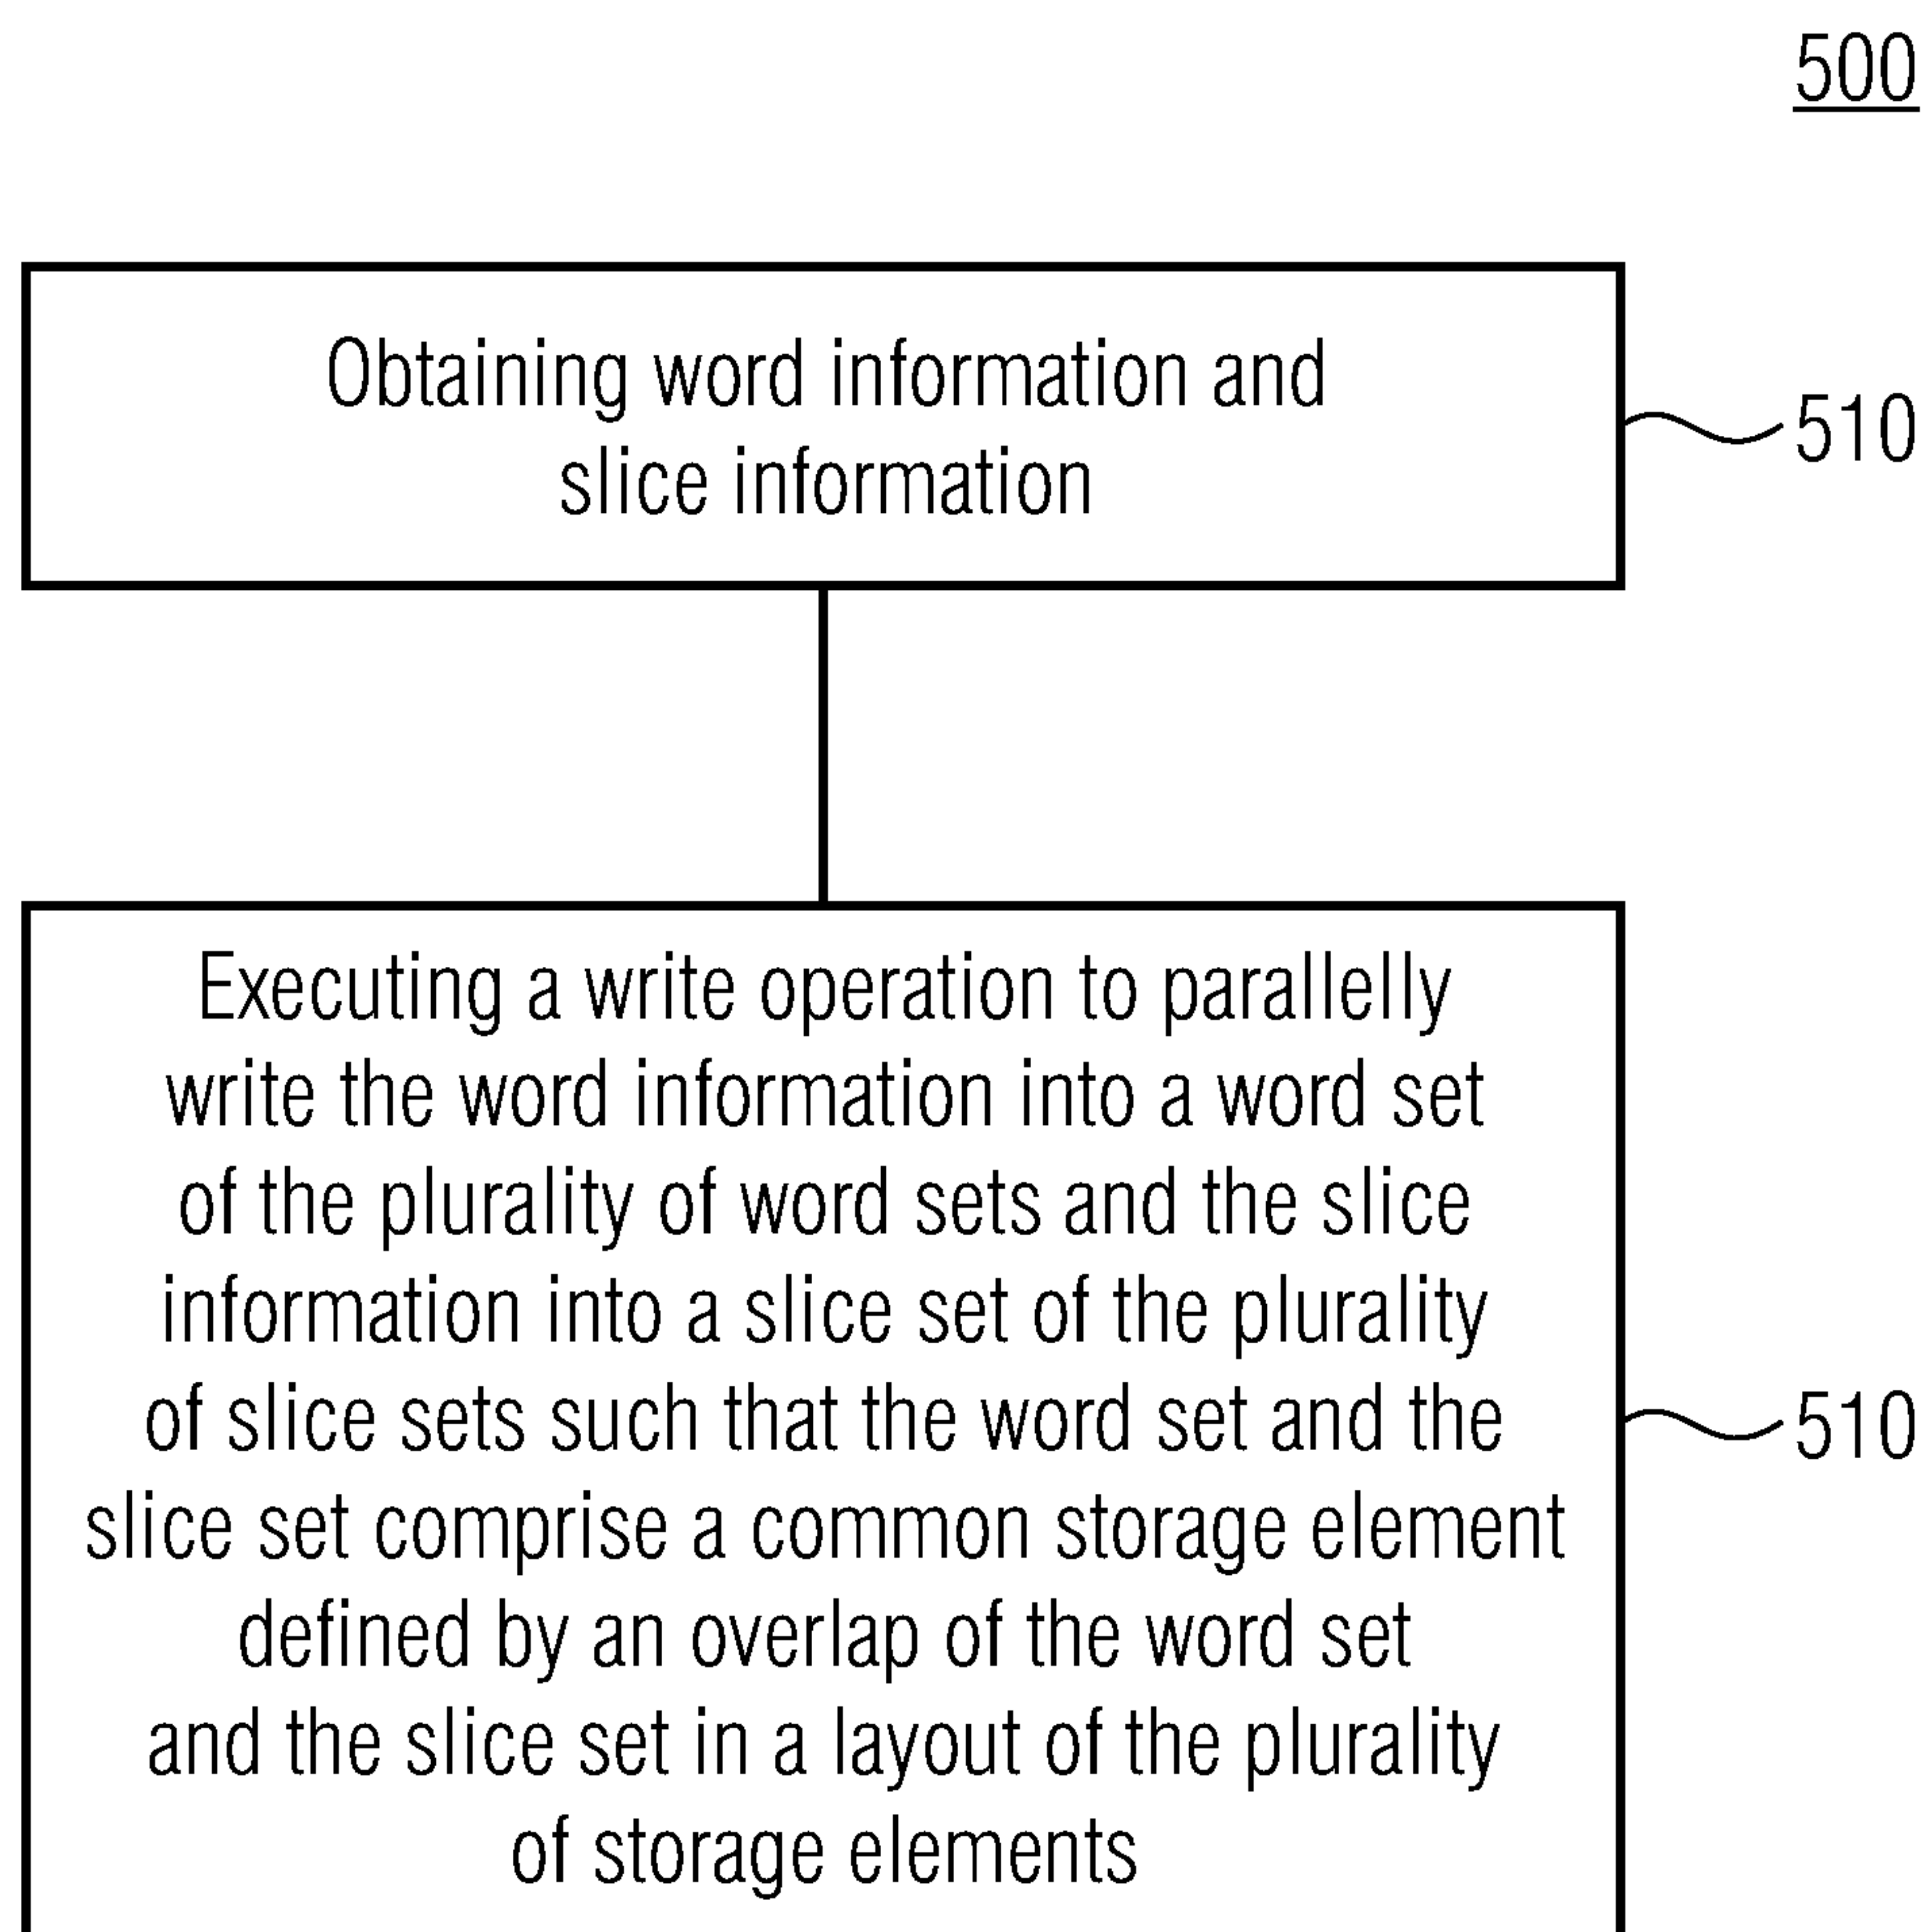 500
Obtaining word information and
slice information
510
Executing a write operation to parallelly
write the word information into a word set
of the plurality of word sets and the slice
information into a slice set of the plurality
of slice sets such that the word set and the
slice set comprise a common storage element
defined by an overlap of the word set
and the slice set in a layout of the plurality
of storage elements
510